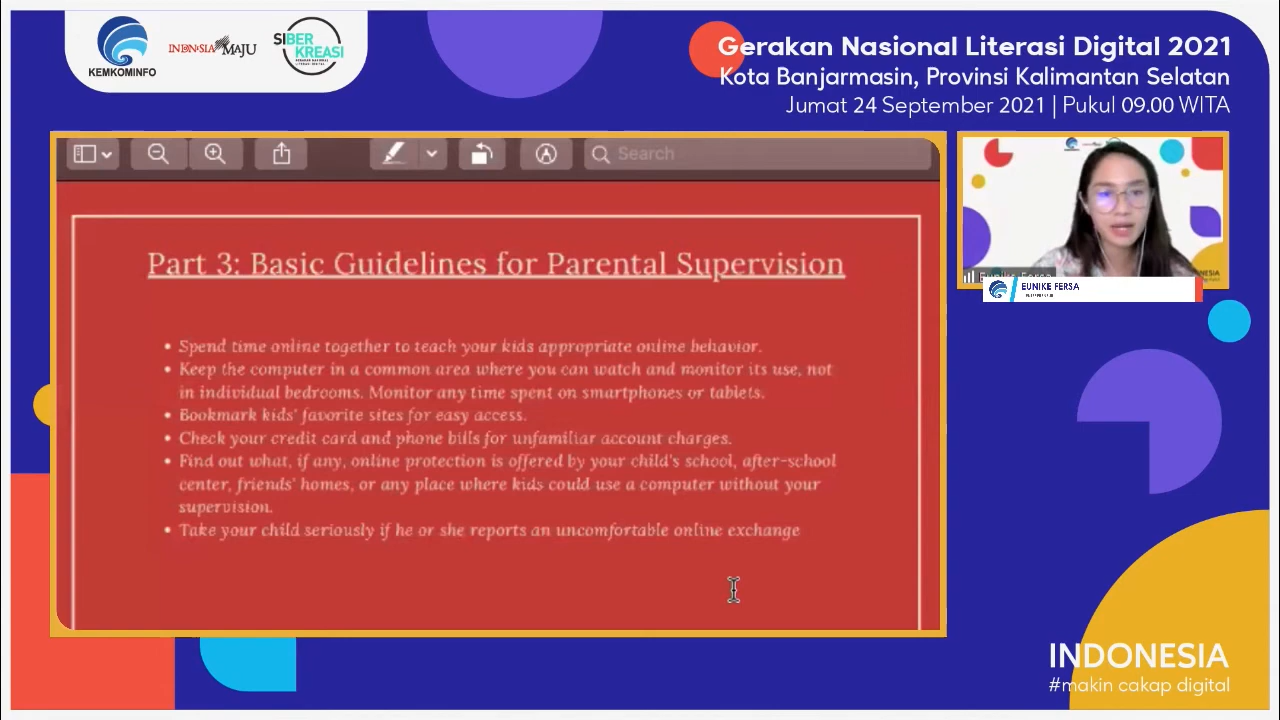 KEMKOMINFO
INDONESIA MAJU
SIBER KREASI
Gerakan Nasional Literasi Digital 2021
Kota Banjarmasin, Provinsi Kalimantan Selatan
Jumat 24 September 2021 | Pukul 09.00 WITA
Search
Part 3: Basic Guidelines for Parental Supervision
• Spend time online together to teach your kids appropriate online behavior.
• Keep the computer in a common area where you can watch and monitor its use, not
in individual bedrooms. Monitor any time spent on smartphones or tablets.
• Bookmark kids' favorite sites for easy access.
• Check your credit card and phone bills for unfamiliar account charges.
• Find out what, if any, online protection is offered by your child's school, after-school
center, friends' homes, or any place where kids could use a computer without your
supervision.
• Take your child seriously if he or she reports an uncomfortable online exchange
Eunike Fersa
EUNIKE FERSA
INDONESIA
#makin cakap digital